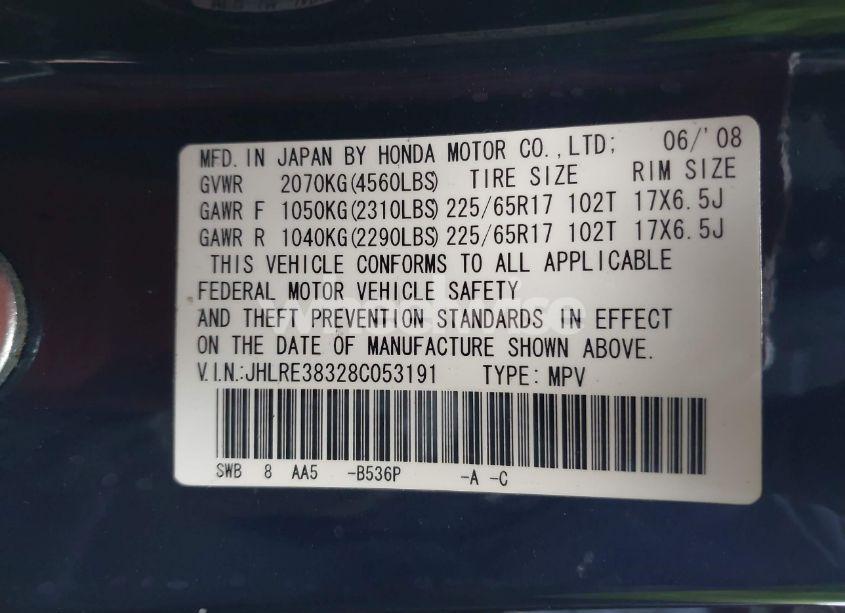 MFD. IN JAPAN BY HONDA MOTOR CO.,LTD; 06/'08
GVWR 2070KG(4560LBS) TIRE SIZE RIM SIZE
GAWR F 1050KG(2310LBS) 225/65R17 102T 17X6.5J
GAWR R 1040KG(2290LBS) 225/65R17 102T 17X6.5J
THIS VEHICLE CONFORMS TO ALL APPLICABLE
FEDERAL MOTOR VEHICLE SAFETY
AND THEFT PREVENTION STANDARDS IN EFFECT
ON THE DATE OF MANUFACTURE SHOWN ABOVE.
V.I.N.:JHLRE38328C053191 TYPE: MPV
SWB 8 AA5 -B536P -A -C